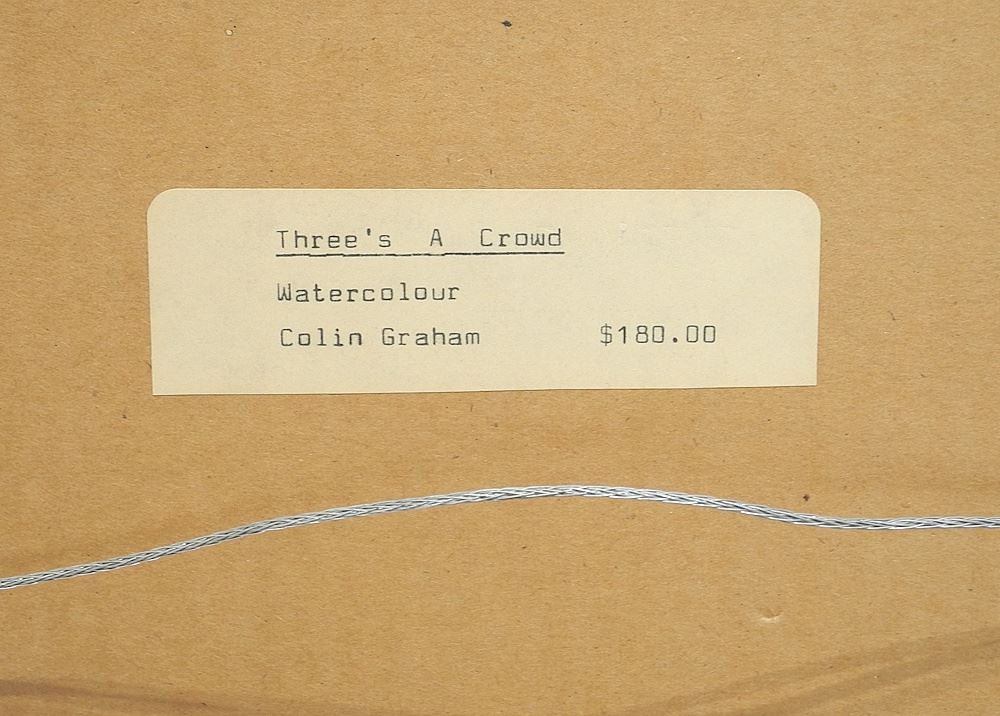 Three's A Crowd
Watercolour
Colin Graham $180.00